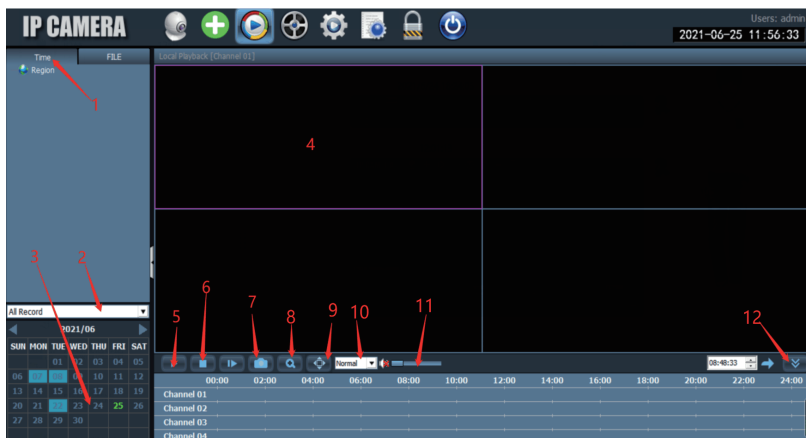 IP CAMERA
Users: admin
2021-06-25 11:56:33
Time FILE
Region
Local Playback [Channel 01]
1
4
3 2
5 6 7 8 9 10 11 12
All Record
2021/06
SUN MON TUE WED THU FRI SAT
01 02 03 04 05
06 07 08 09 10 11 12
13 14 15 16 17 18 19
20 21 22 23 24 25 26
27 28 29 30
Normal
08:48:33
00:00 02:00 04:00 06:00 08:00 10:00 12:00 14:00 16:00 18:00 20:00 22:00 24:00
Channel 01
Channel 02
Channel 03
Channel 04